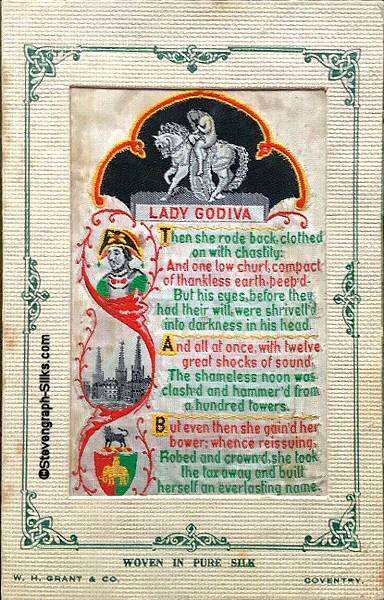 LADY GODIVA
Then she rode back, clothed
on with chastity:
And one low churl, compact
of thankless earth, peep'd-
But his eyes, before they
had their will, were shrivell'd
into darkness in his head.
And all at once, with twelve
great shocks of sound,
The shameless noon was
clash'd and hammer'd from
a hundred towers.
But even then she gain'd her
bower: whence reissuing,
Robed and crown'd, she took
the tax away and built
herself an everlasting name.
©Stevengraph-Silks.com
WOVEN IN PURE SILK
W. H. GRANT & CO. COVENTRY.